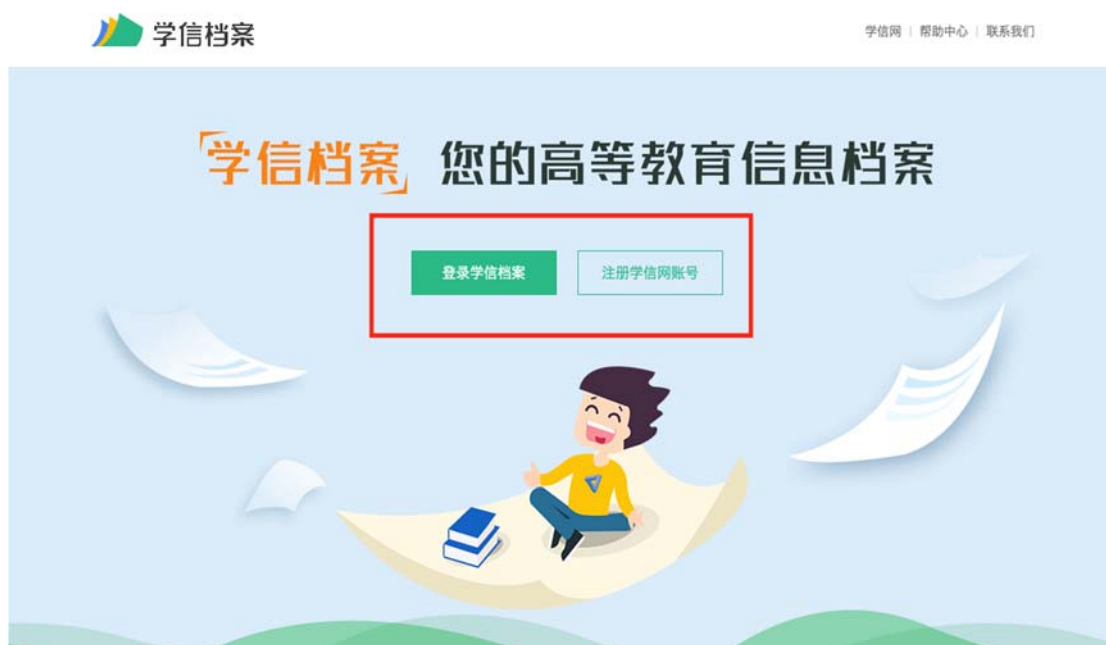 学信档案
学信网 | 帮助中心 | 联系我们
「学信档案」 您的高等教育信息档案
登录学信档案 注册学信网账号